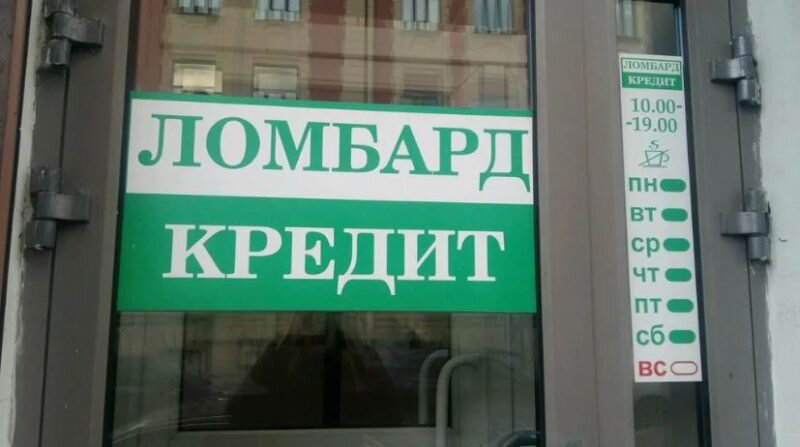 ЛОМБАРД
КРЕДИТ
ЛОМБАРД
КРЕДИТ
10.00-
-19.00
пн
вт
ср
чт
пт
сб
вс